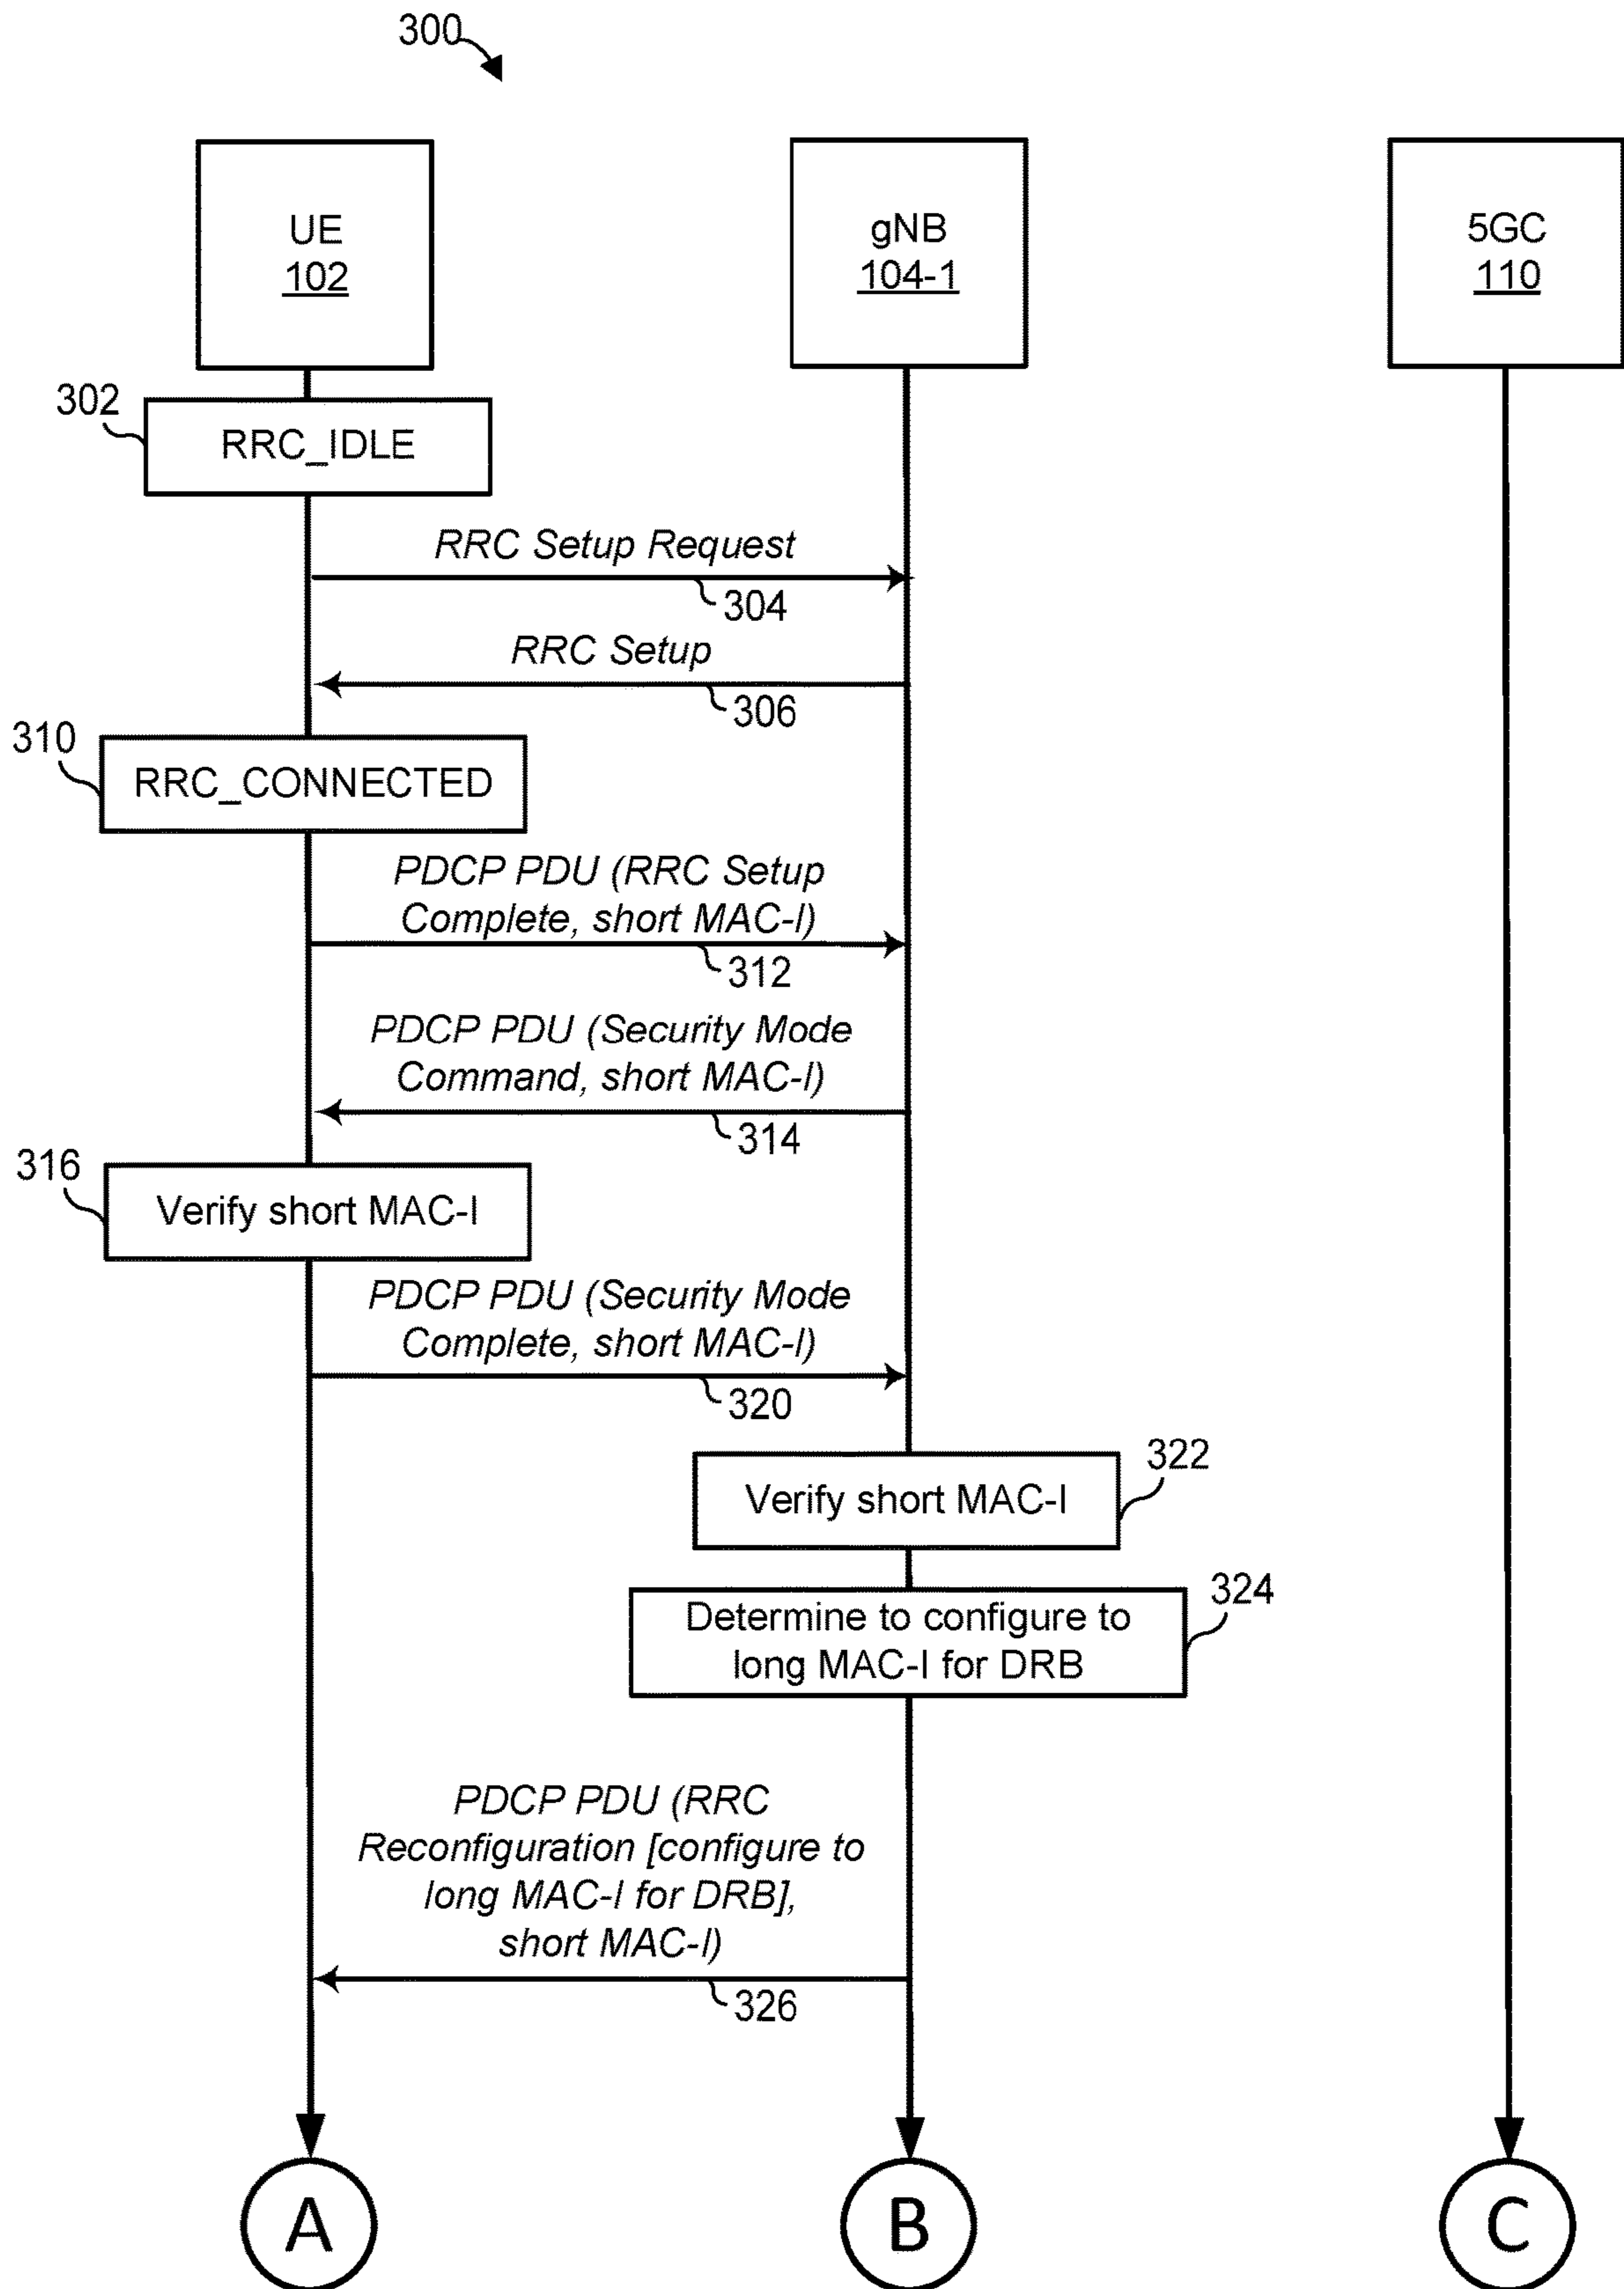 300
UE
102
gNB
104-1
5GC
110
302
RRC_IDLE
RRC Setup Request
304
RRC Setup
306
310
RRC_CONNECTED
PDCP PDU (RRC Setup
Complete, short MAC-I)
312
PDCP PDU (Security Mode
Command, short MAC-I)
314
316
Verify short MAC-I
PDCP PDU (Security Mode
Complete, short MAC-I)
320
322
Verify short MAC-I
324
Determine to configure to
long MAC-I for DRB
PDCP PDU (RRC
Reconfiguration [configure to
long MAC-I for DRB],
short MAC-I)
326
A
B
C